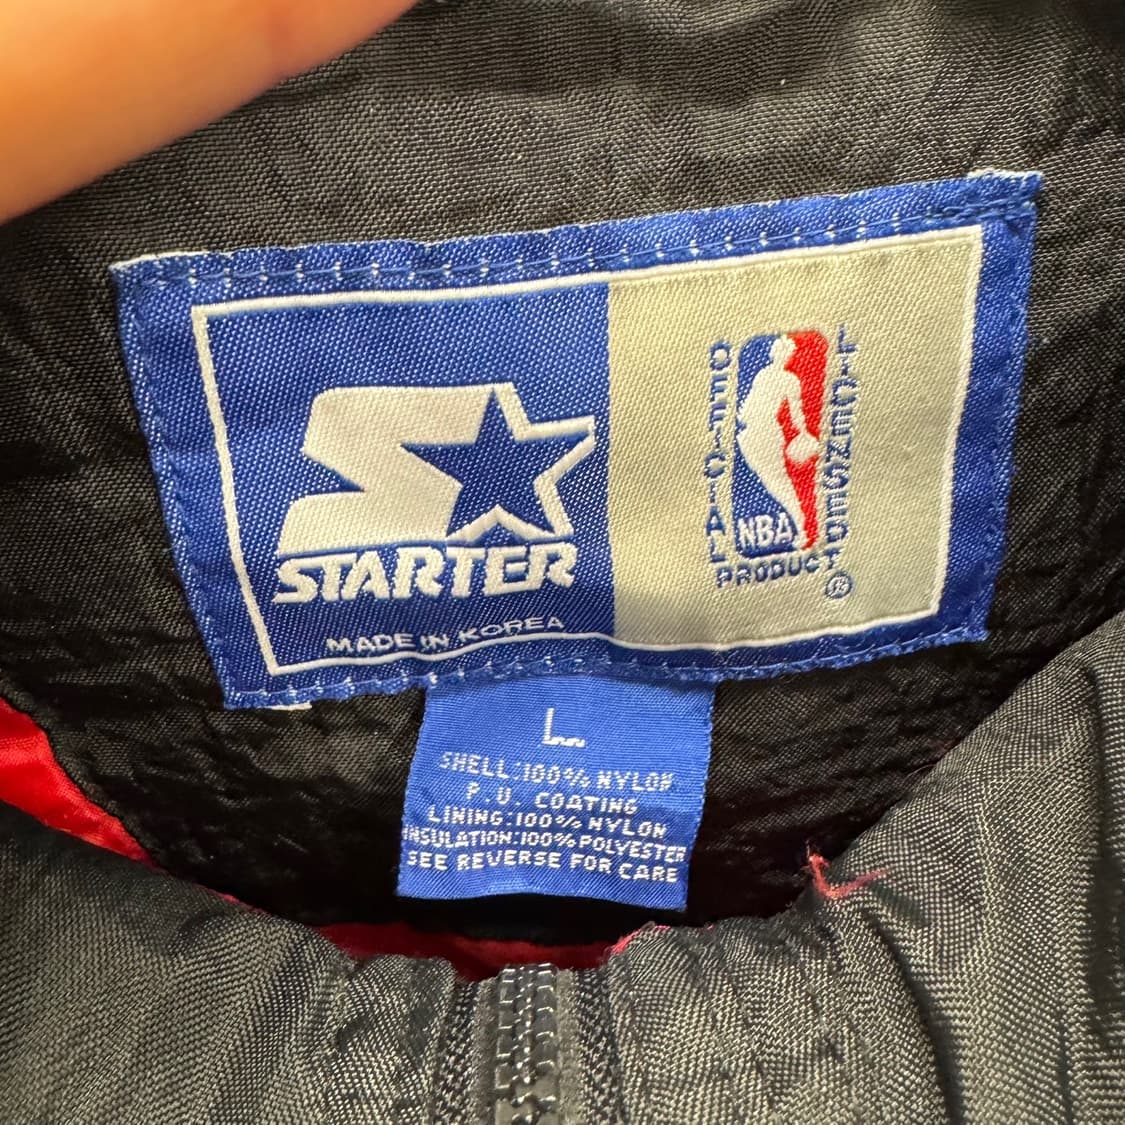 STARTER
MADE IN KOREA
OFFICIAL
LICENSED
NBA
PRODUCT
®
L
SHELL:100% NYLON
P.U. COATING
LINING:100% NYLON
INSULATION:100% POLYESTER
SEE REVERSE FOR CARE